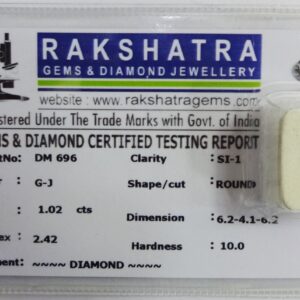 RAKSHATRA
GEMS & DIAMOND JEWELLERY
website : www.rakshatragems.com
stered Under The Trade Marks with Govt. of India
S & DIAMOND CERTIFIED TESTING REPORT
tNo: DM 696 Clarity : SI-1
: G-J Shape/cut : ROUND
: 1.02 cts
Dimension : 6.2-4.1-6.2
ex : 2.42 Hardness : 10.0
ent: ~~~~ DIAMOND ~~~~